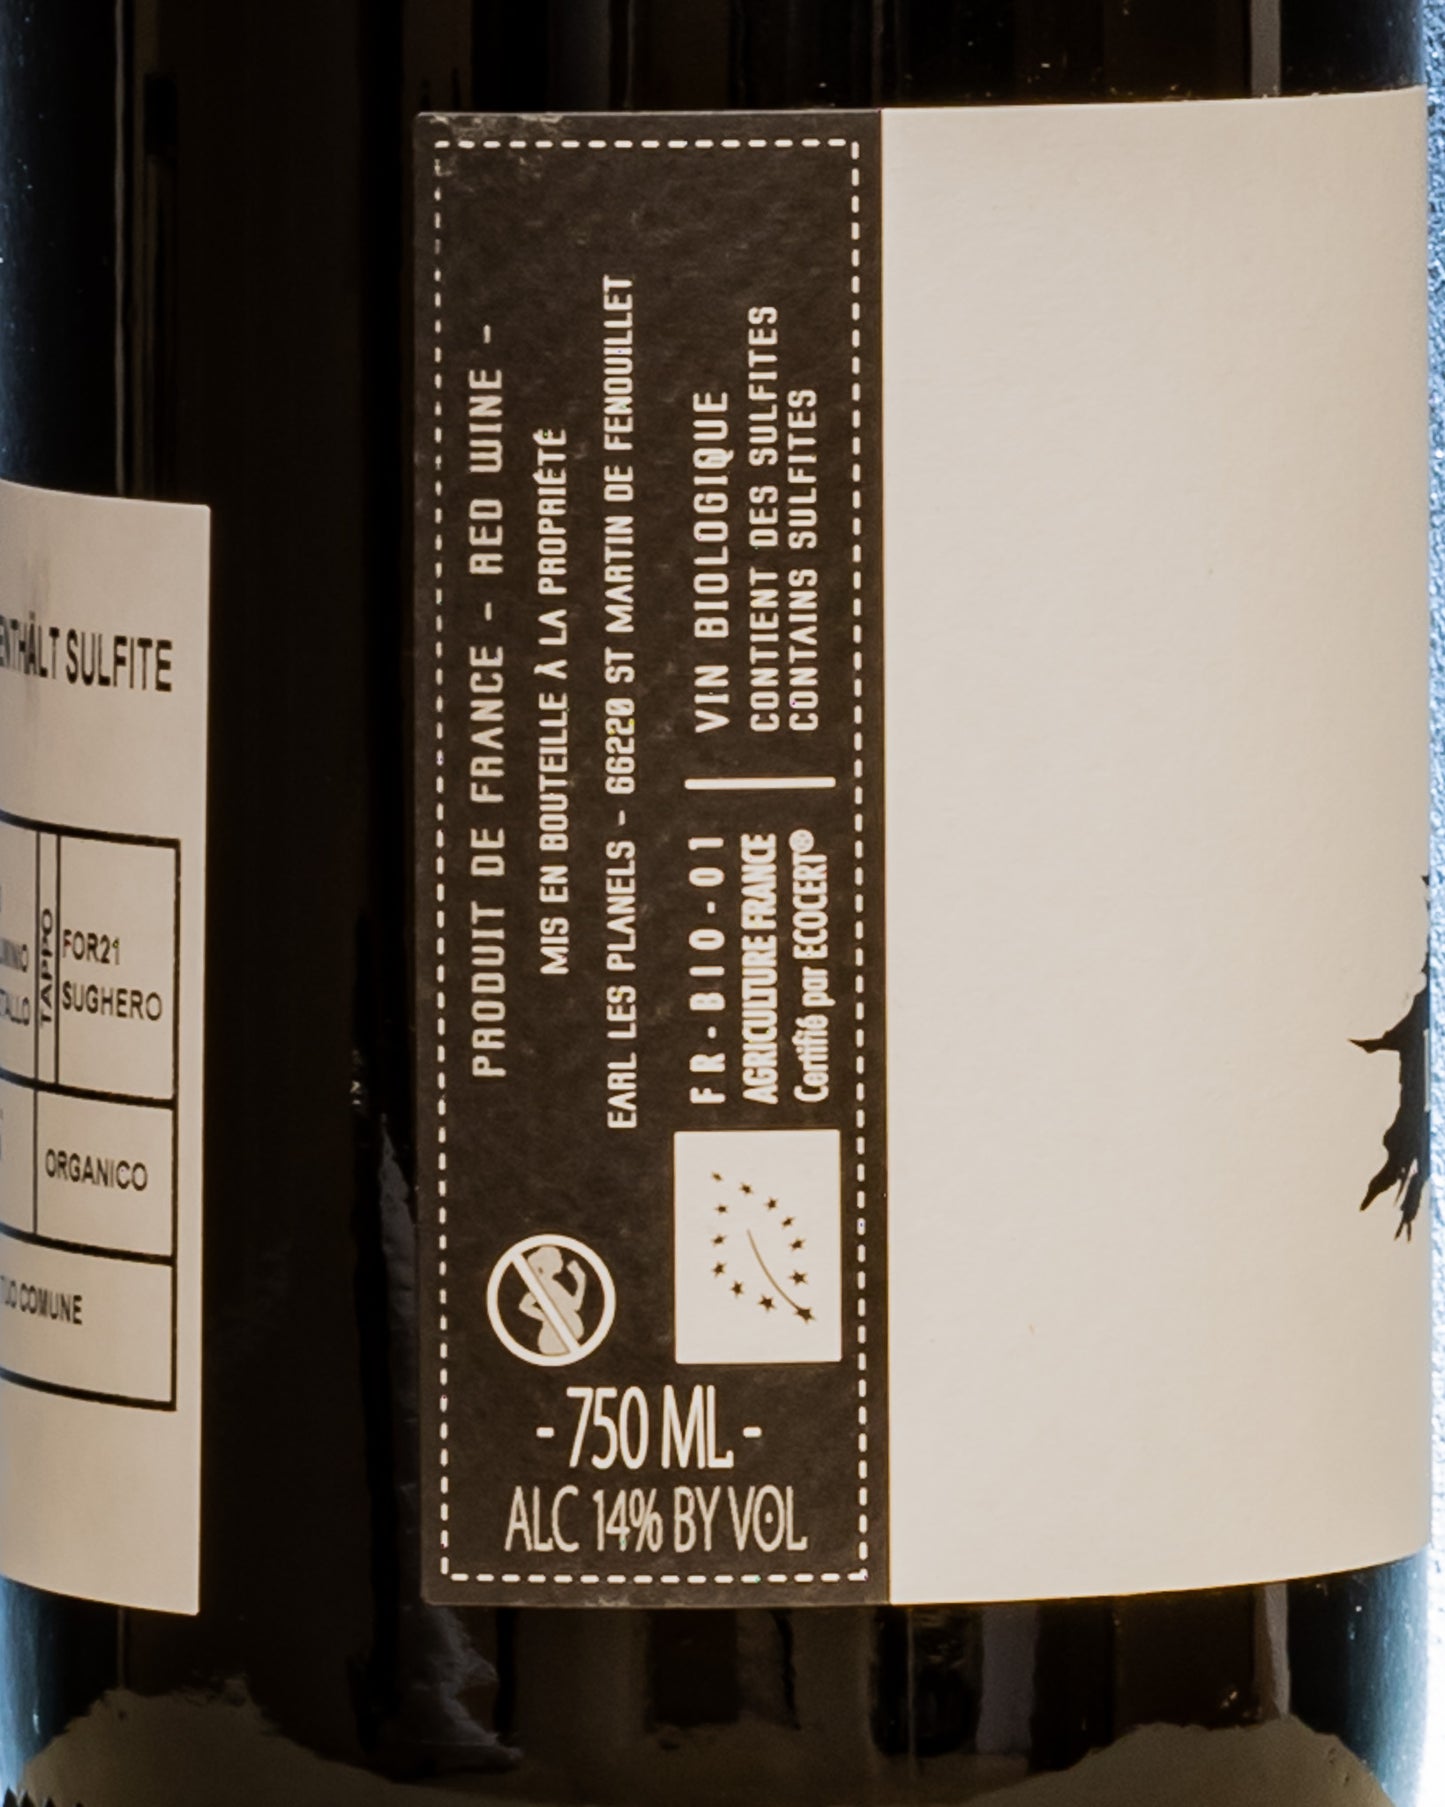 ENTHÄLT SULFITE
TAPPO
FOR21
SUGHERO
ORGANICO
COMUNE
PRODUIT DE FRANCE - RED WINE -
MIS EN BOUTEILLE À LA PROPRIÉTÉ
EARL LES PLANELS - 66220 ST MARTIN DE FENOUILLET
FR-BIO-01
AGRICULTURE FRANCE
Certifié par ECOCERT®
VIN BIOLOGIQUE
CONTIENT DES SULFITES
CONTAINS SULFITES
- 750 ML -
ALC 14% BY VOL